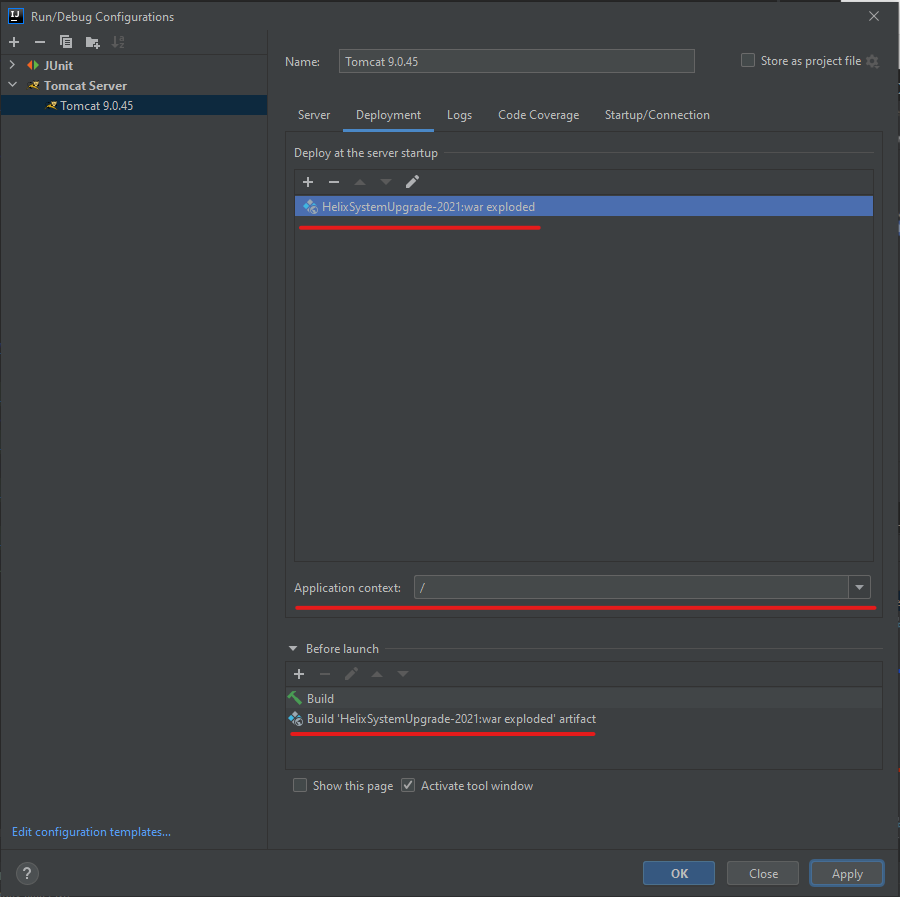 Run/Debug Configurations
JUnit
Tomcat Server
Tomcat 9.0.45
Edit configuration templates...
Name: Tomcat 9.0.45 Store as project file
Server Deployment Logs Code Coverage Startup/Connection
Deploy at the server startup
HelixSystemUpgrade-2021:war exploded
Application context: /
Before launch
Build
Build 'HelixSystemUpgrade-2021:war exploded' artifact
Show this page Activate tool window
? OK Close Apply